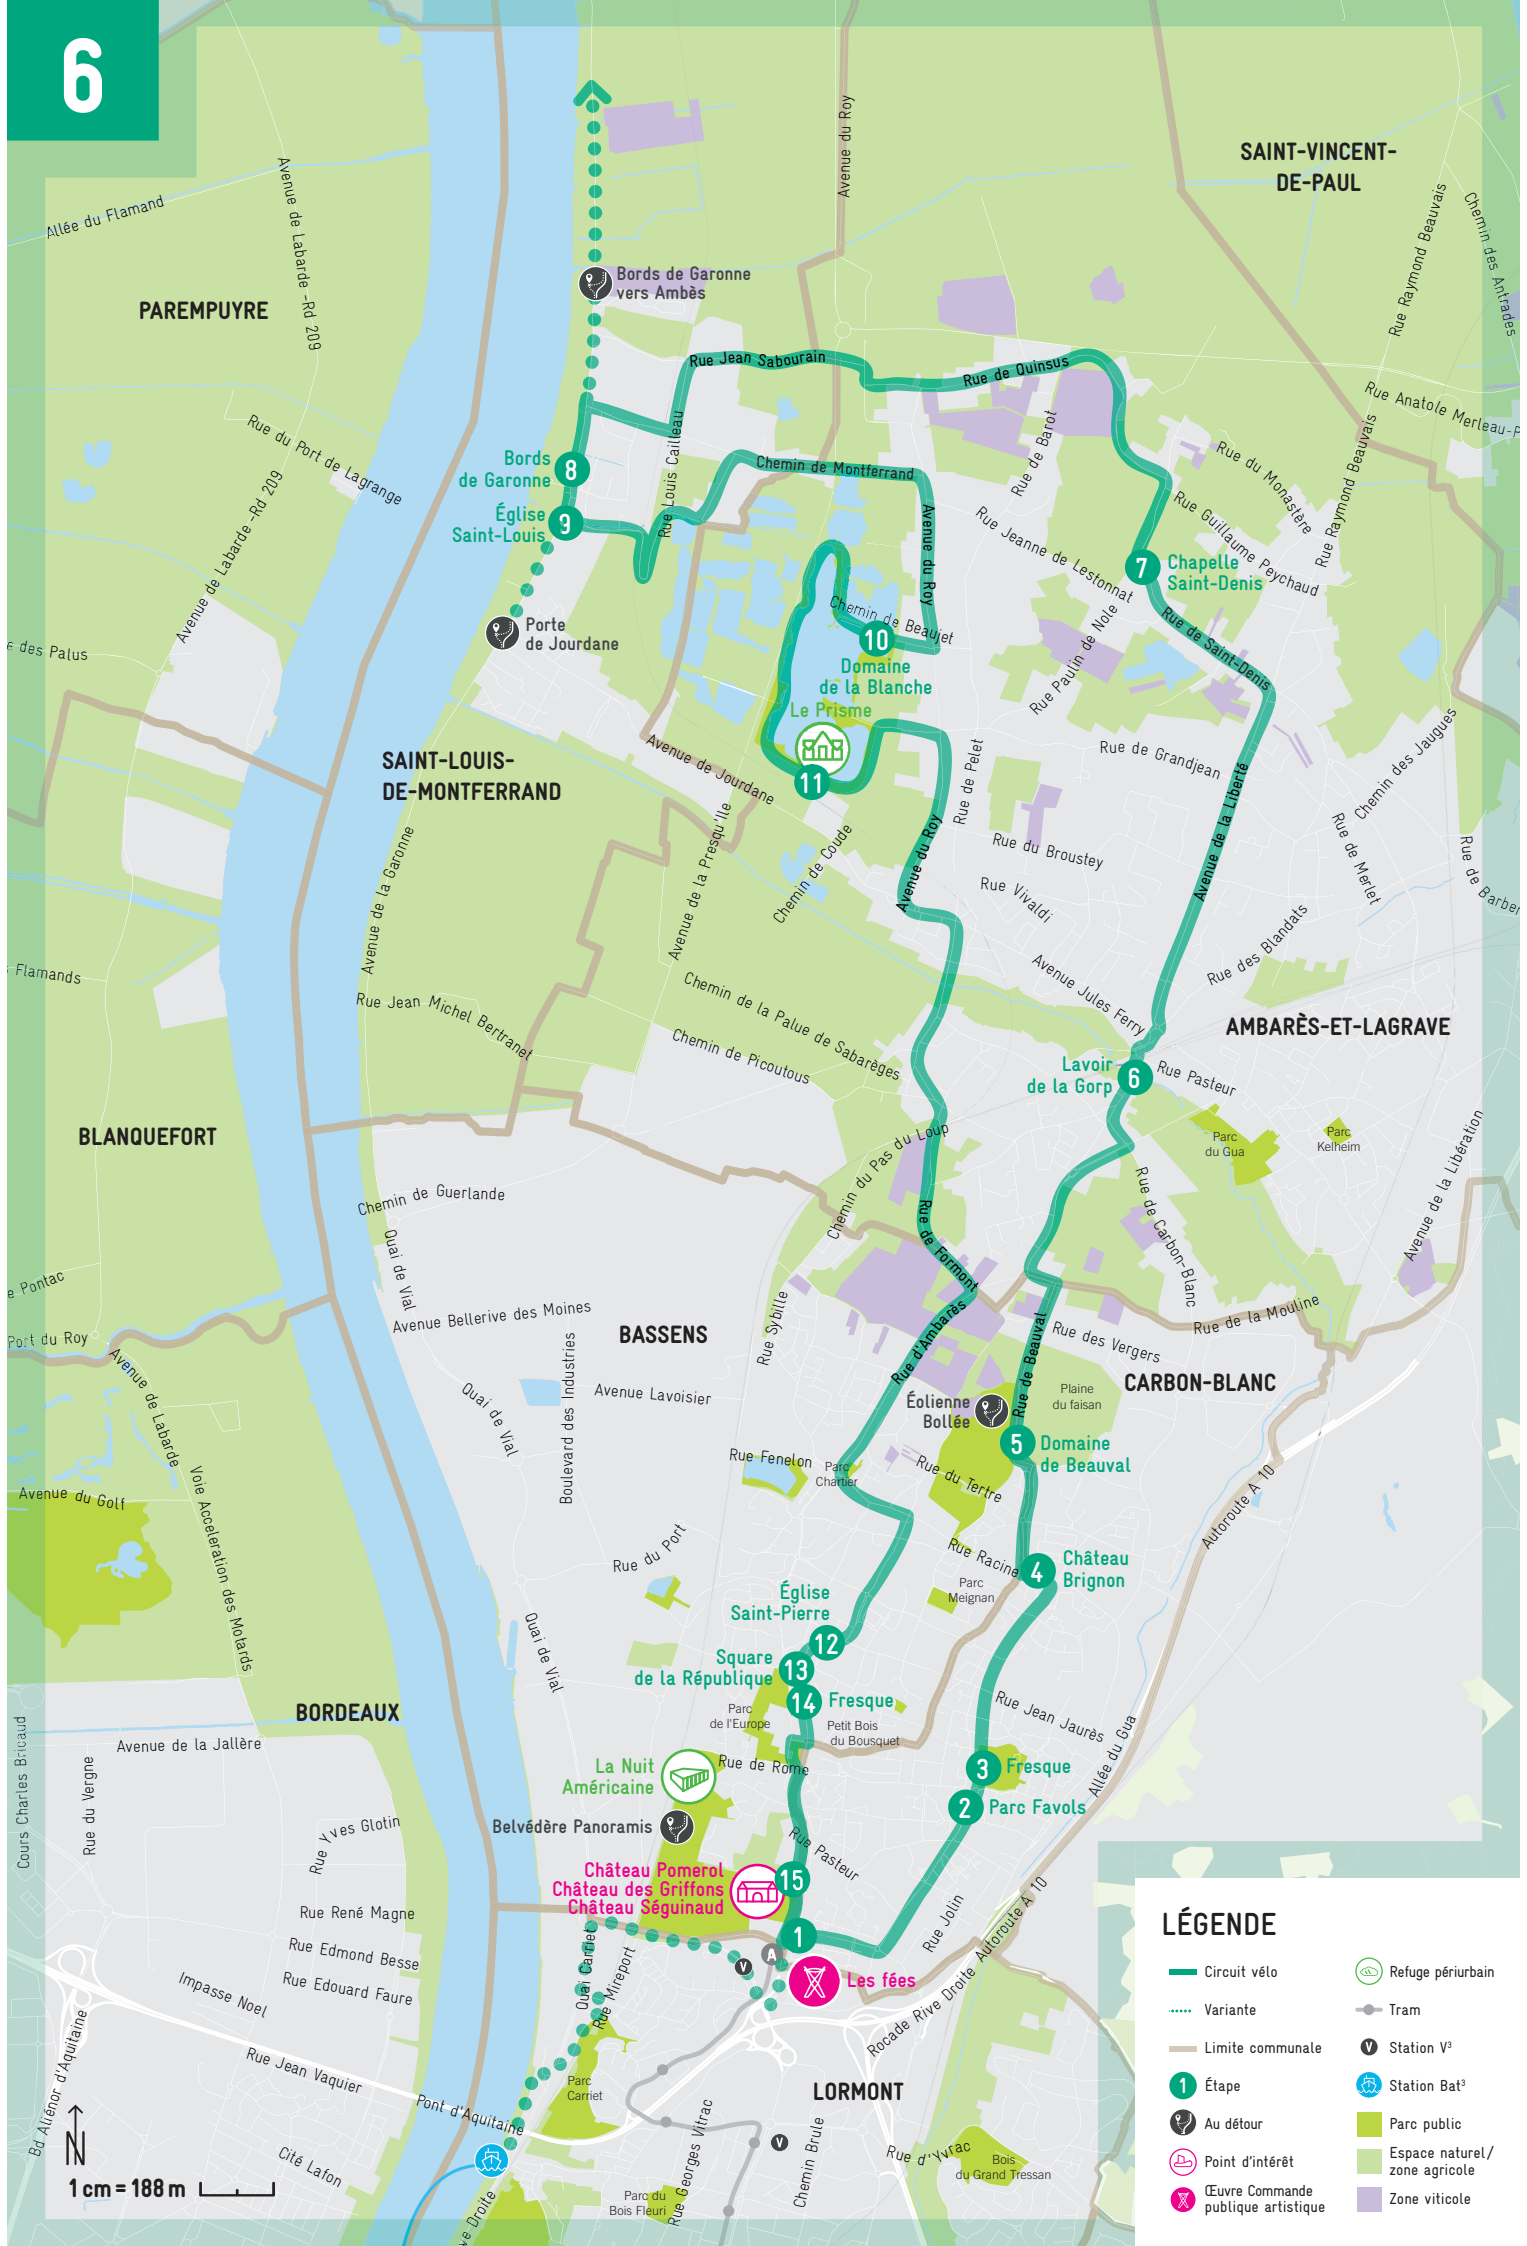 6
Avenue du Roy
SAINT-VINCENT-
DE-PAUL
Allée du Flamand
Avenue de Labarde -Rd 209
Rue Raymond Beauvais
Chemin des Antrades
Bords de Garonne
vers Ambès
PAREMPUYRE
Rue Jean Sabourain
Rue de Quinsus
Rue Anatole Merleau-P
Rue du Port de Lagrange
Rue Louis Cailleau
Rue de Barot
Rue du Monastère
Rue Raymond Beauvais
Bords
de Garonne
8
Chemin de Montferrand
Avenue de Labarde-Rd 209
Église
Saint-Louis
9
Avenue du Roy
Rue Jeanne de Lestonnat
Rue Guillaume Peychaud
7
Chapelle
Saint-Denis
Chemin de Beaujet
Porte
de Jourdane
10
Domaine
de la Blanche
Rue Paulin de Nole
Rue de Saint-Denis
e des Palus
Le Prisme
11
SAINT-LOUIS-
DE-MONTFERRAND
Avenue de Jourdane
Rue de Pelet
Rue de Grandjean
Chemin des Jaugues
Avenue de la Liberté
Avenue de la Garonne
Avenue de la Presqu'Ile
Chemin de Coude
Avenue du Roy
Rue du Broustey
Rue Vivaldi
Rue de Merlet
Rue de Barber
Flamands
Rue des Blandats
Rue Jean Michel Bertranet
Chemin de la Palue de Sabarèges
Chemin de Picoutous
Avenue Jules Ferry
AMBARÈS-ET-LAGRAVE
Lavoir
de la Gorp
6
Rue Pasteur
BLANQUEFORT
Parc
du Gua
Parc
Kelheim
Chemin du Pas du Loup
Avenue de la Libération
Chemin de Guerlande
Rue de Carbon-Blanc
Quai de Vial
Rue de Formont
e Pontac
Avenue Bellerive des Moines
Rue Sybille
Rue d'Ambarès
Rue de la Mouline
Port du Roy
BASSENS
Rue des Vergers
Rue de Beauval
Avenue de Labarde
Boulevard des Industries
Avenue Lavoisier
Quai de Vial
CARBON-BLANC
Plaine
du faisan
Éolienne
Bollée
5
Domaine
de Beauval
Rue Fenelon
Parc
Chartier
Rue du Tertre
Avenue du Golf
Voie Acceleration des Motards
Autoroute A 10
Rue du Port
Rue Racine
4
Château
Brignon
Parc
Meignan
Église
Saint-Pierre
12
Quai de Vial
Square
de la République
13
14
Fresque
Rue Jean Jaurès
BORDEAUX
Parc
de l'Europe
Petit Bois
du Bousquet
Allée du Gua
Avenue de la Jallère
Cours Charles Bricaud
Rue du Vergne
La Nuit
Américaine
Rue de Rome
3
Fresque
2
Parc Favols
Rue Yves Glotin
Belvédère Panoramis
Rue Pasteur
Château Pomerol
Château des Griffons
Château Séguinaud
15
Rue René Magne
1
Rue Jolin
Autoroute A 10
Rue Edmond Besse
Quai Carriet
A
V
Les fées
Rue Edouard Faure
Impasse Noel
Rue Mireport
Rocade Rive Droite
Rue Jean Vaquier
Bd Aliénor d'Aquitaine
Parc
Carriet
LORMONT
Pont d'Aquitaine
Rue Georges Vitrac
V
Chemin Brule
Rue d'Yvrac
Bois
du Grand Tressan
Cité Lafon
Parc du
Bois Fleuri
ve Droite
N
1 cm = 188 m
LÉGENDE
Circuit vélo
Variante
Limite communale
1
Étape
Au détour
Point d'intérêt
Œuvre Commande
publique artistique
Refuge périurbain
Tram
V
Station V³
Station Bat³
Parc public
Espace naturel/
zone agricole
Zone viticole